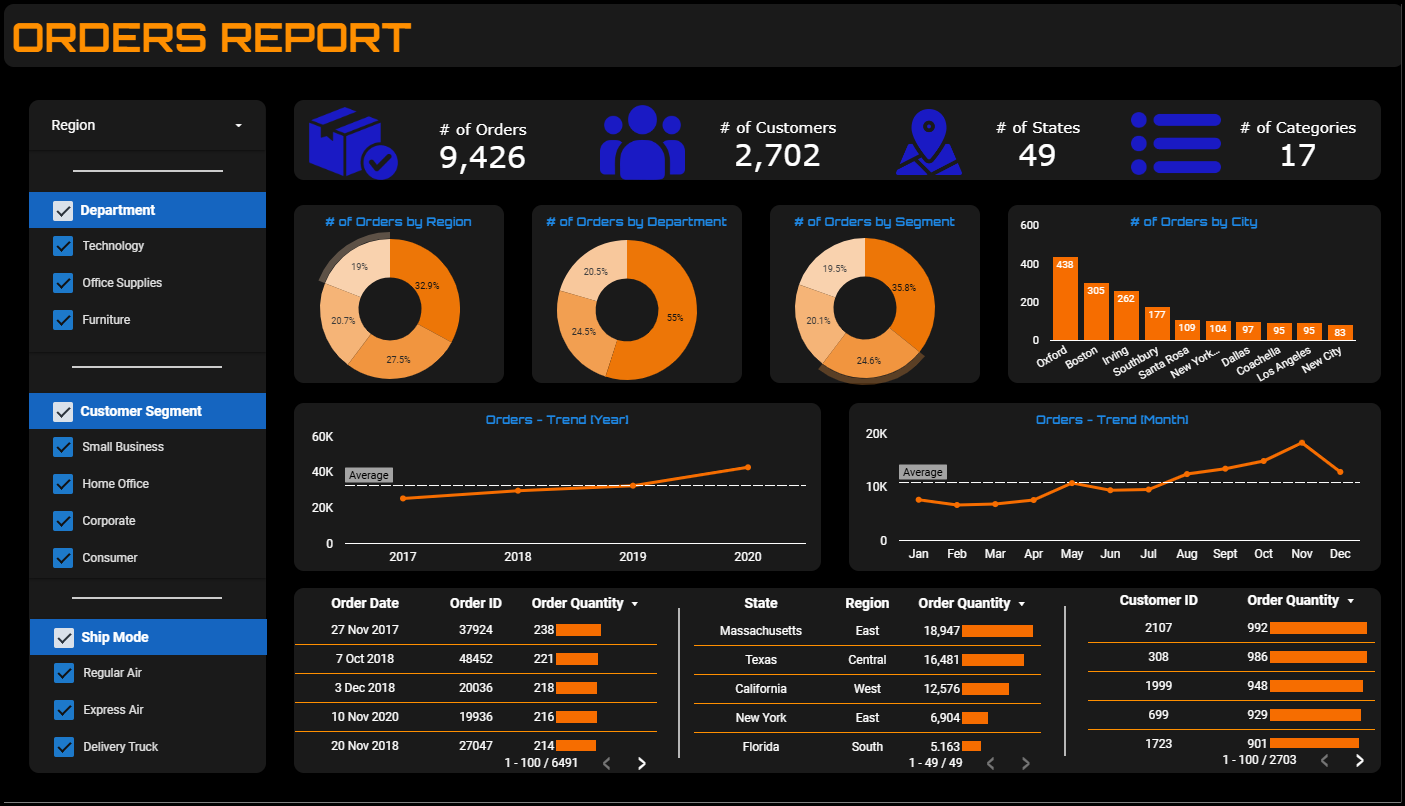 ORDERS REPORT
Region
Department
Technology
Office Supplies
Furniture
Customer Segment
Small Business
Home Office
Corporate
Consumer
Ship Mode
Regular Air
Express Air
Delivery Truck
# of Orders
9,426
# of Customers
2,702
# of States
49
# of Categories
17
# of Orders by Region
19%
32.9%
20.7%
27.5%
# of Orders by Department
20.5%
55%
24.5%
# of Orders by Segment
19.5%
35.8%
20.1%
24.6%
# of Orders by City
600
400
200
0
438
305
262
177
109
104
97
95
95
83
Oxford
Boston
Irving
Southbury
Santa Rosa
New York...
Dallas
Coachella
Los Angeles
New City
Orders - Trend (Year)
60K
40K
20K
0
Average
2017 2018 2019 2020
Orders - Trend (Month)
20K
10K
0
Average
Jan Feb Mar Apr May Jun Jul Aug Sept Oct Nov Dec
Order Date Order ID Order Quantity
27 Nov 2017 37924 238
7 Oct 2018 48452 221
3 Dec 2018 20036 218
10 Nov 2020 19936 216
20 Nov 2018 27047 214
1 - 100 / 6491
State Region Order Quantity
Massachusetts East 18,947
Texas Central 16,481
California West 12,576
New York East 6,904
Florida South 5,163
1 - 49 / 49
Customer ID Order Quantity
2107 992
308 986
1999 948
699 929
1723 901
1 - 100 / 2703